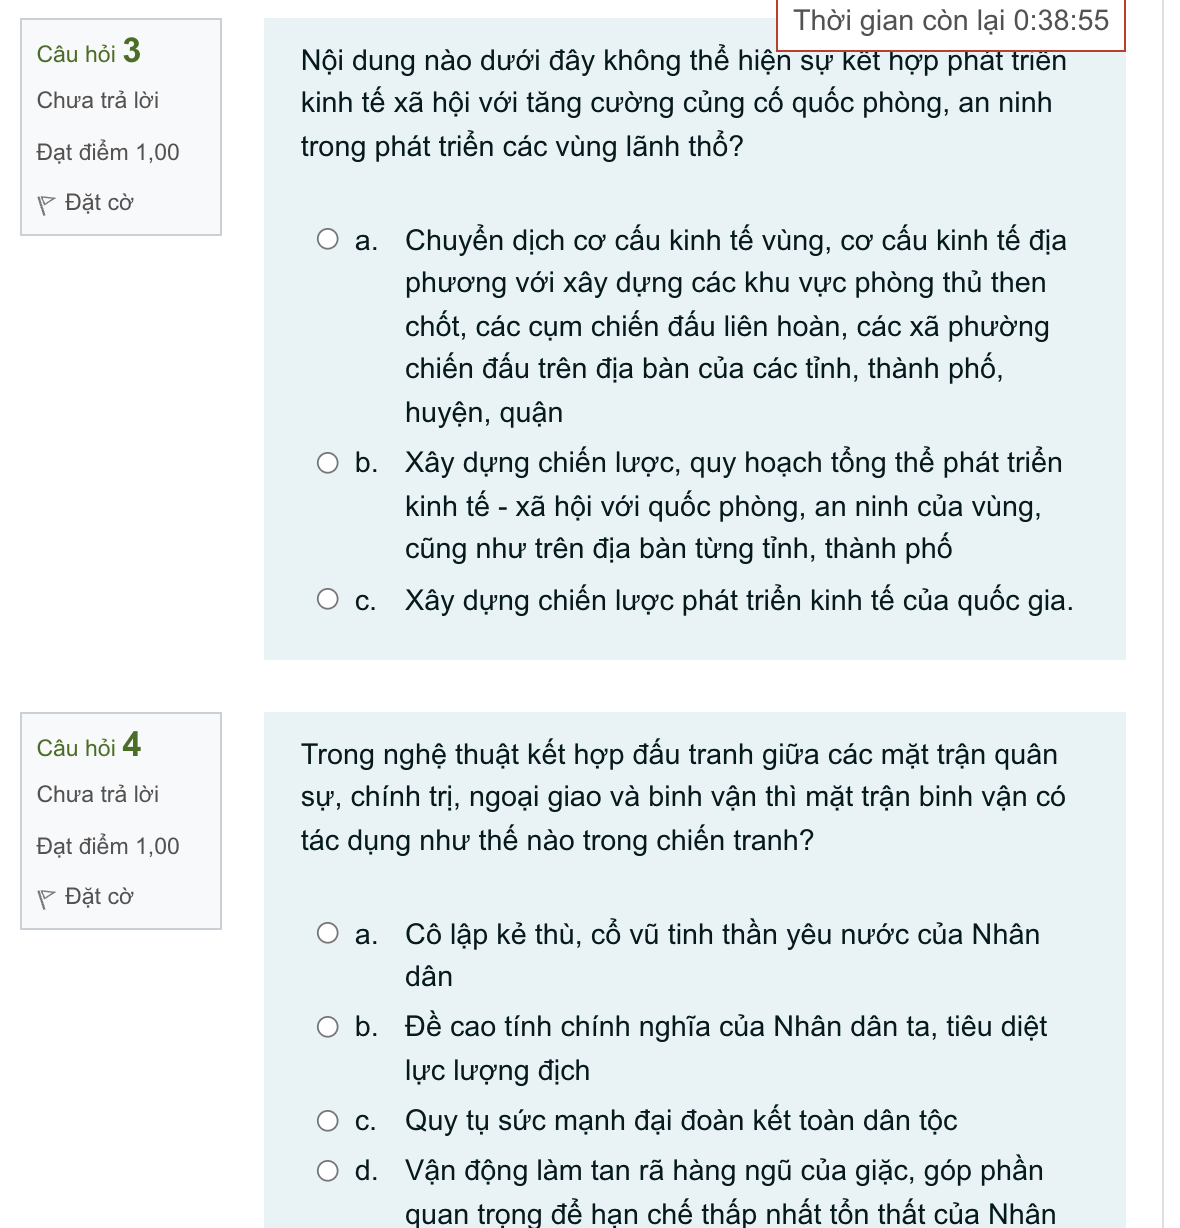 Thời gian còn lại 0:38:55
Câu hỏi 3
Chưa trả lời
Đạt điểm 1,00
Đặt cờ
Nội dung nào dưới đây không thể hiện sự kết hợp phát triển
kinh tế xã hội với tăng cường củng cố quốc phòng, an ninh
trong phát triển các vùng lãnh thổ?
a. Chuyển dịch cơ cấu kinh tế vùng, cơ cấu kinh tế địa
phương với xây dựng các khu vực phòng thủ then
chốt, các cụm chiến đấu liên hoàn, các xã phường
chiến đấu trên địa bàn của các tỉnh, thành phố,
huyện, quận
b. Xây dựng chiến lược, quy hoạch tổng thể phát triển
kinh tế - xã hội với quốc phòng, an ninh của vùng,
cũng như trên địa bàn từng tỉnh, thành phố
c. Xây dựng chiến lược phát triển kinh tế của quốc gia.
Câu hỏi 4
Chưa trả lời
Đạt điểm 1,00
Đặt cờ
Trong nghệ thuật kết hợp đấu tranh giữa các mặt trận quân
sự, chính trị, ngoại giao và binh vận thì mặt trận binh vận có
tác dụng như thế nào trong chiến tranh?
a. Cô lập kẻ thù, cổ vũ tinh thần yêu nước của Nhân
dân
b. Đề cao tính chính nghĩa của Nhân dân ta, tiêu diệt
lực lượng địch
c. Quy tụ sức mạnh đại đoàn kết toàn dân tộc
d. Vận động làm tan rã hàng ngũ của giặc, góp phần
quan trọng để hạn chế thấp nhất tổn thất của Nhân